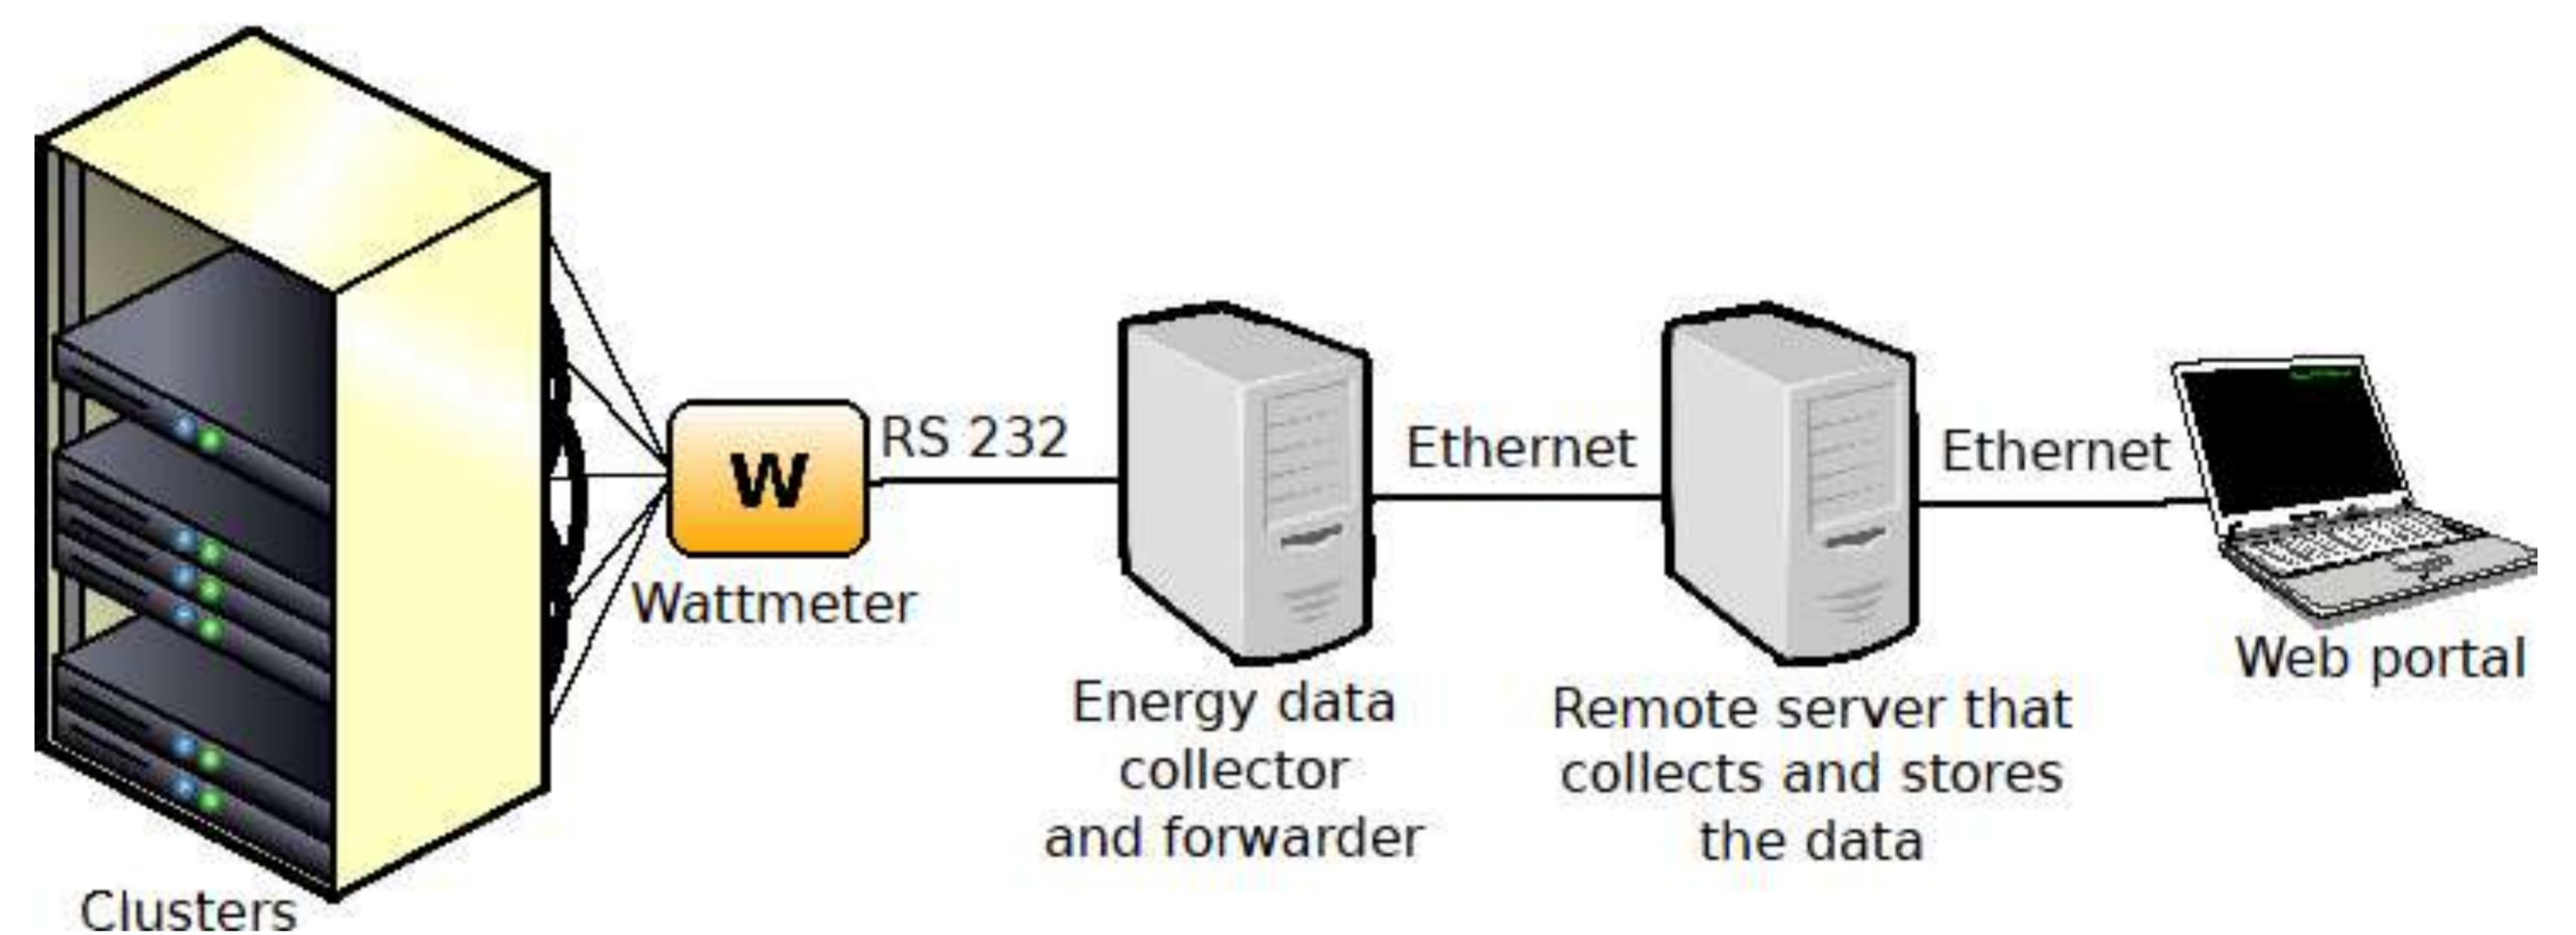 W
RS 232
Ethernet
Ethernet
Wattmeter
Energy data
collector
and forwarder
Remote server that
collects and stores
the data
Web portal
Clusters